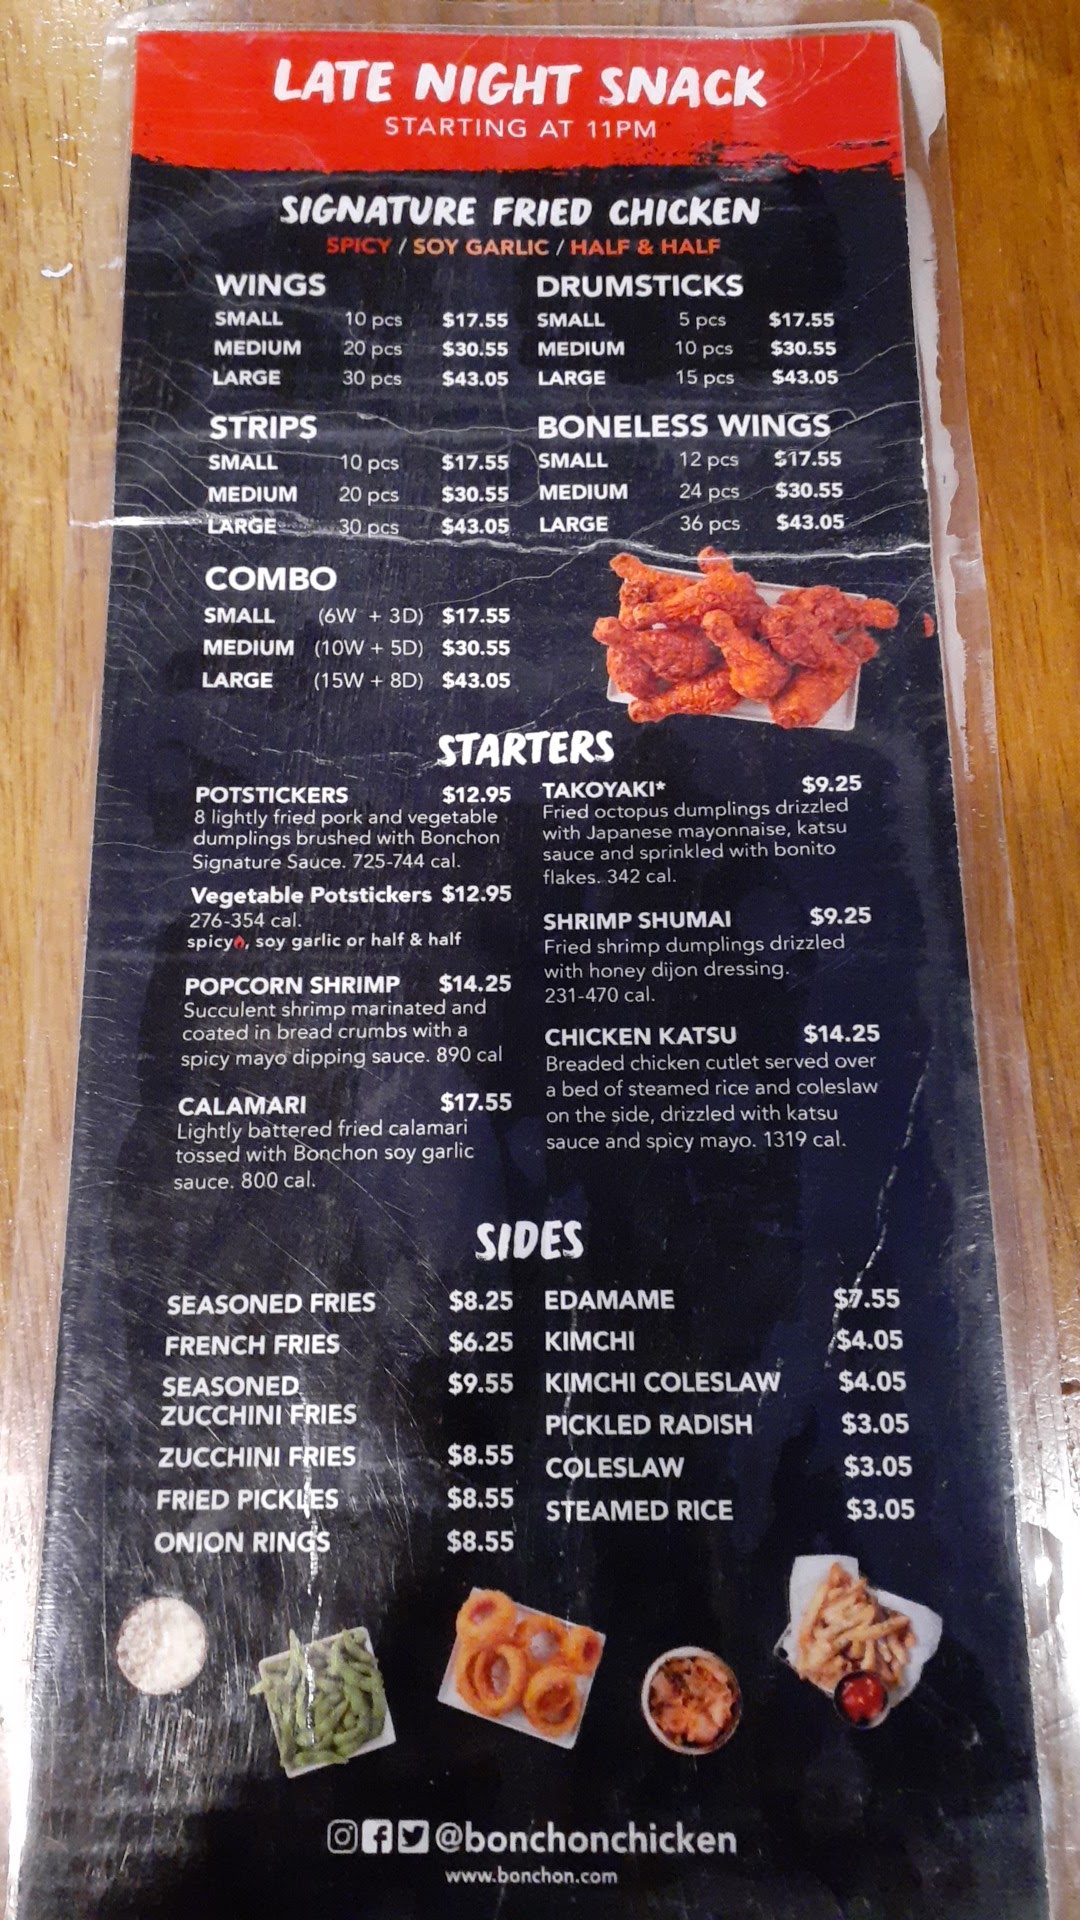 LATE NIGHT SNACK
STARTING AT 11PM
SIGNATURE FRIED CHICKEN
SPICY / SOY GARLIC / HALF & HALF
WINGS
SMALL 10 pcs $17.55
MEDIUM 20 pcs $30.55
LARGE 30 pcs $43.05
DRUMSTICKS
SMALL 5 pcs $17.55
MEDIUM 10 pcs $30.55
LARGE 15 pcs $43.05
STRIPS
SMALL 10 pcs $17.55
MEDIUM 20 pcs $30.55
LARGE 30 pcs $43.05
BONELESS WINGS
SMALL 12 pcs $17.55
MEDIUM 24 pcs $30.55
LARGE 36 pcs $43.05
COMBO
SMALL (6W + 3D) $17.55
MEDIUM (10W + 5D) $30.55
LARGE (15W + 8D) $43.05
STARTERS
POTSTICKERS $12.95
8 lightly fried pork and vegetable
dumplings brushed with Bonchon
Signature Sauce. 725-744 cal.
Vegetable Potstickers $12.95
276-354 cal.
spicy, soy garlic or half & half
POPCORN SHRIMP $14.25
Succulent shrimp marinated and
coated in bread crumbs with a
spicy mayo dipping sauce. 890 cal
CALAMARI $17.55
Lightly battered fried calamari
tossed with Bonchon soy garlic
sauce. 800 cal.
TAKOYAKI* $9.25
Fried octopus dumplings drizzled
with Japanese mayonnaise, katsu
sauce and sprinkled with bonito
flakes. 342 cal.
SHRIMP SHUMAI $9.25
Fried shrimp dumplings drizzled
with honey dijon dressing.
231-470 cal.
CHICKEN KATSU $14.25
Breaded chicken cutlet served over
a bed of steamed rice and coleslaw
on the side, drizzled with katsu
sauce and spicy mayo. 1319 cal.
SIDES
SEASONED FRIES $8.25
FRENCH FRIES $6.25
SEASONED $9.55
ZUCCHINI FRIES
ZUCCHINI FRIES $8.55
FRIED PICKLES $8.55
ONION RINGS $8.55
EDAMAME $7.55
KIMCHI $4.05
KIMCHI COLESLAW $4.05
PICKLED RADISH $3.05
COLESLAW $3.05
STEAMED RICE $3.05
@bonchonchicken
www.bonchon.com